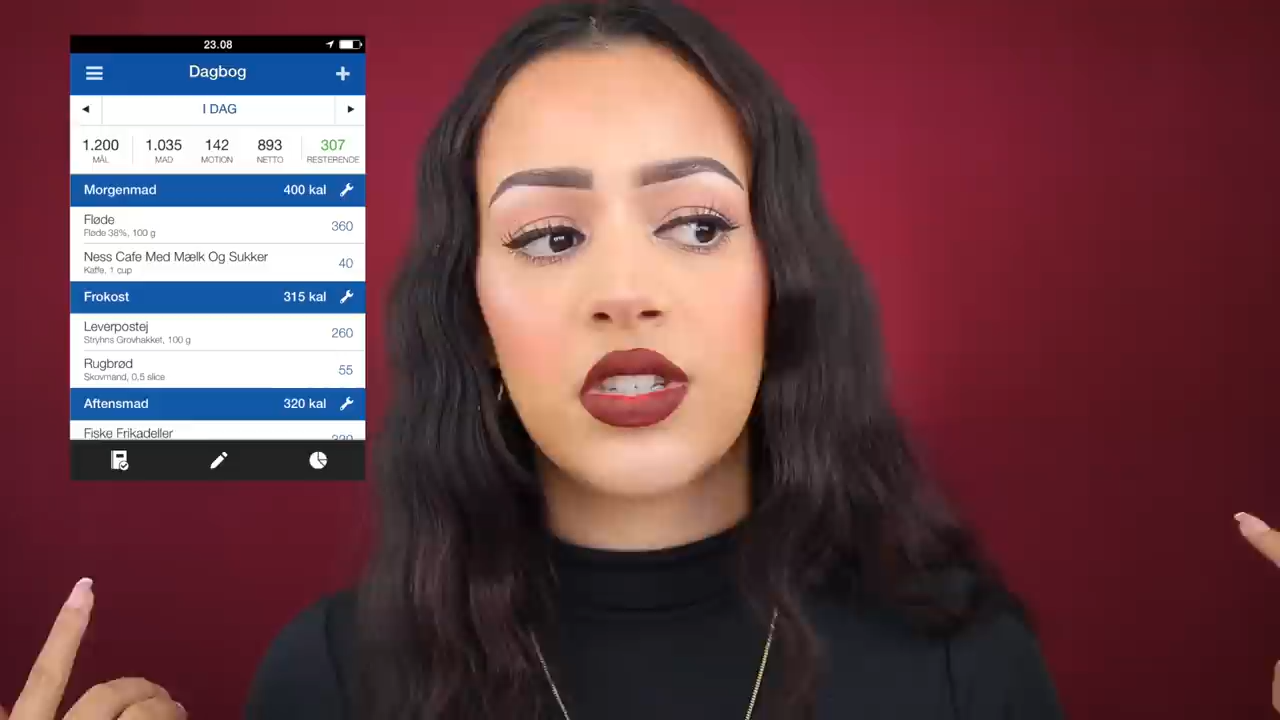 23.08
Dagbog
I DAG
1.200 1.035 142 893 307
MÅL MAD MOTION NETTO RESTERENDE
Morgenmad 400 kal
Fløde 360
Fløde 38%, 100 g
Ness Cafe Med Mælk Og Sukker 40
Kaffe, 1 cup
Frokost 315 kal
Leverpostej 260
Stryhns Grovhakket, 100 g
Rugbrød 55
Skovmand, 0,5 slice
Aftensmad 320 kal
Fiske Frikadeller 320